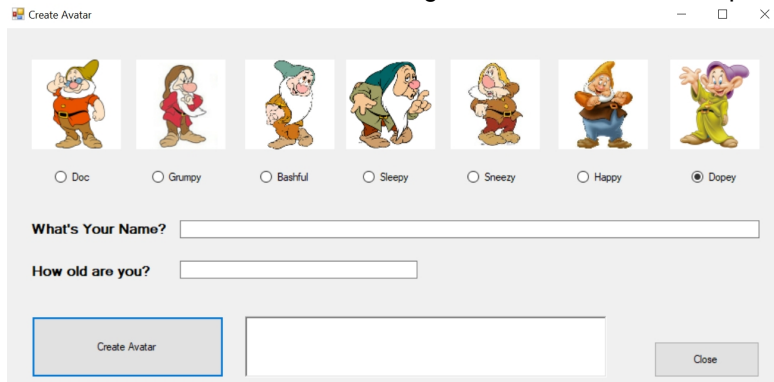 Create Avatar
Doc Grumpy Bashful Sleepy Sneezy Happy Dopey
What's Your Name?
How old are you?
Create Avatar Close